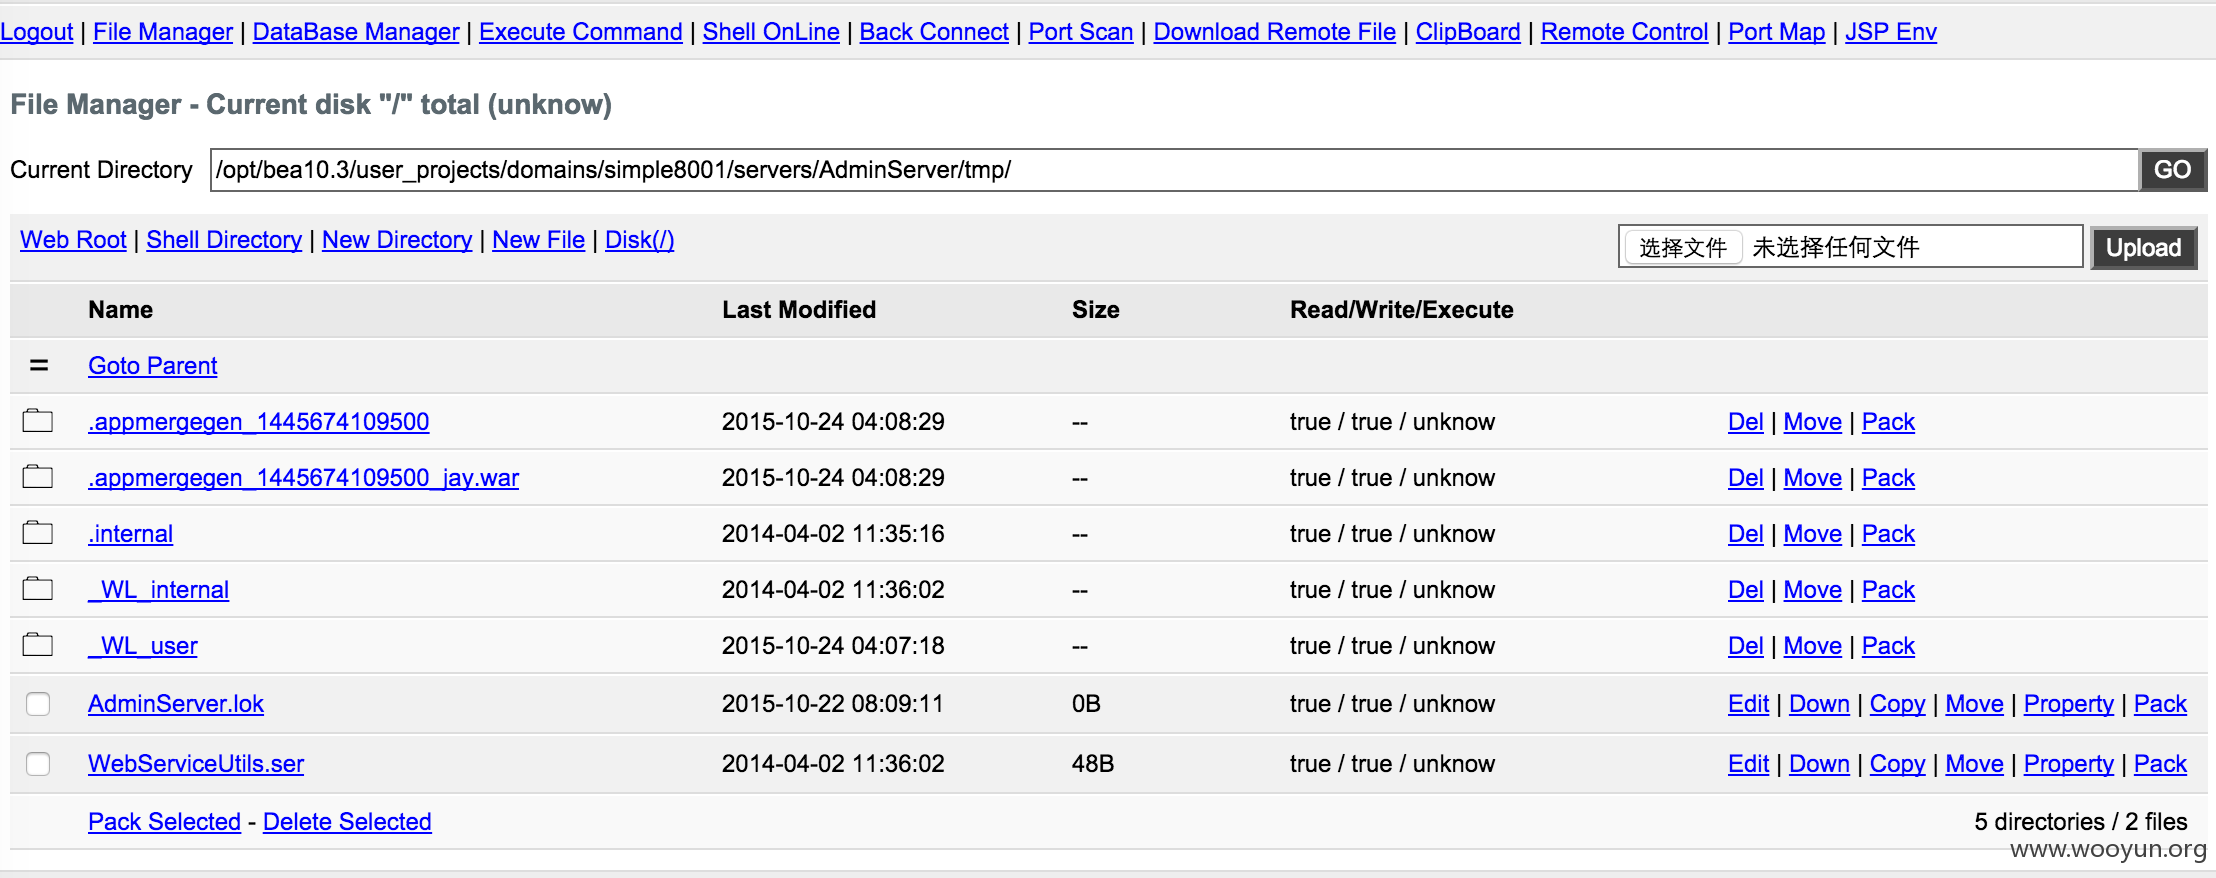 Logout | File Manager | DataBase Manager | Execute Command | Shell OnLine | Back Connect | Port Scan | Download Remote File | ClipBoard | Remote Control | Port Map | JSP Env
File Manager - Current disk "/" total (unknow)
Current Directory /opt/bea10.3/user_projects/domains/simple8001/servers/AdminServer/tmp/ GO
Web Root | Shell Directory | New Directory | New File | Disk(/) 选择文件 未选择任何文件 Upload
Name Last Modified Size Read/Write/Execute
= Goto Parent
.appmergegen_1445674109500 2015-10-24 04:08:29 -- true / true / unknow Del | Move | Pack
.appmergegen_1445674109500_jay.war 2015-10-24 04:08:29 -- true / true / unknow Del | Move | Pack
.internal 2014-04-02 11:35:16 -- true / true / unknow Del | Move | Pack
_WL_internal 2014-04-02 11:36:02 -- true / true / unknow Del | Move | Pack
_WL_user 2015-10-24 04:07:18 -- true / true / unknow Del | Move | Pack
AdminServer.lok 2015-10-22 08:09:11 0B true / true / unknow Edit | Down | Copy | Move | Property | Pack
WebServiceUtils.ser 2014-04-02 11:36:02 48B true / true / unknow Edit | Down | Copy | Move | Property | Pack
Pack Selected - Delete Selected 5 directories / 2 files
www.wooyun.org